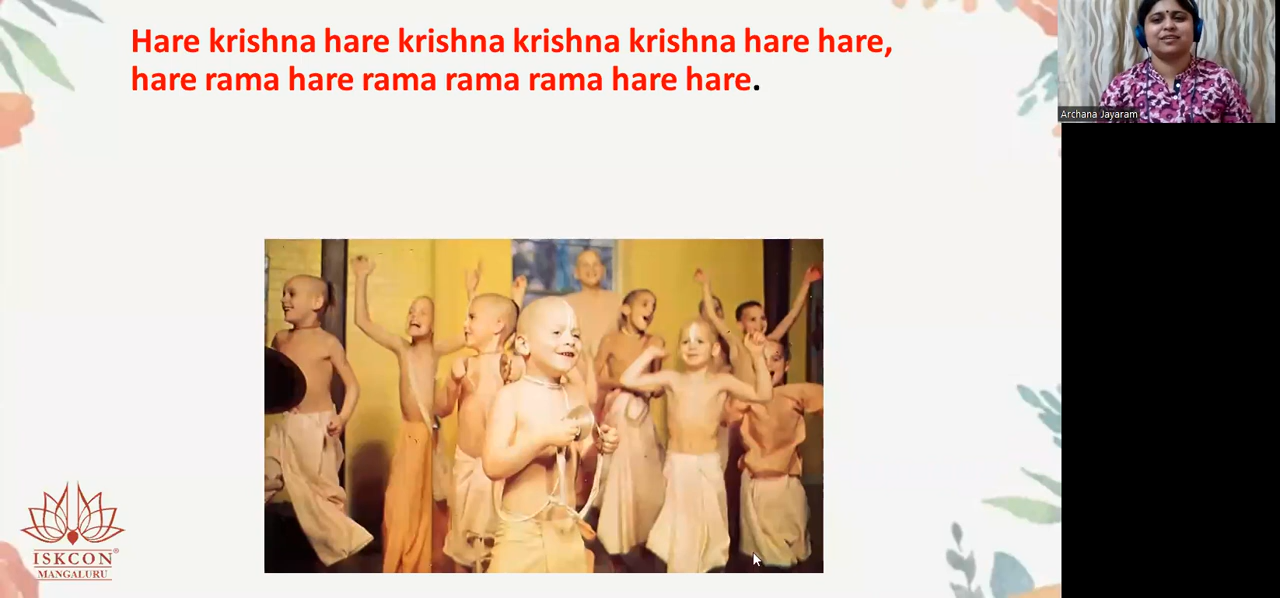 Hare krishna hare krishna krishna krishna hare hare,
hare rama hare rama rama rama hare hare.
Archana Jayaram
ISKCON®
MANGALURU